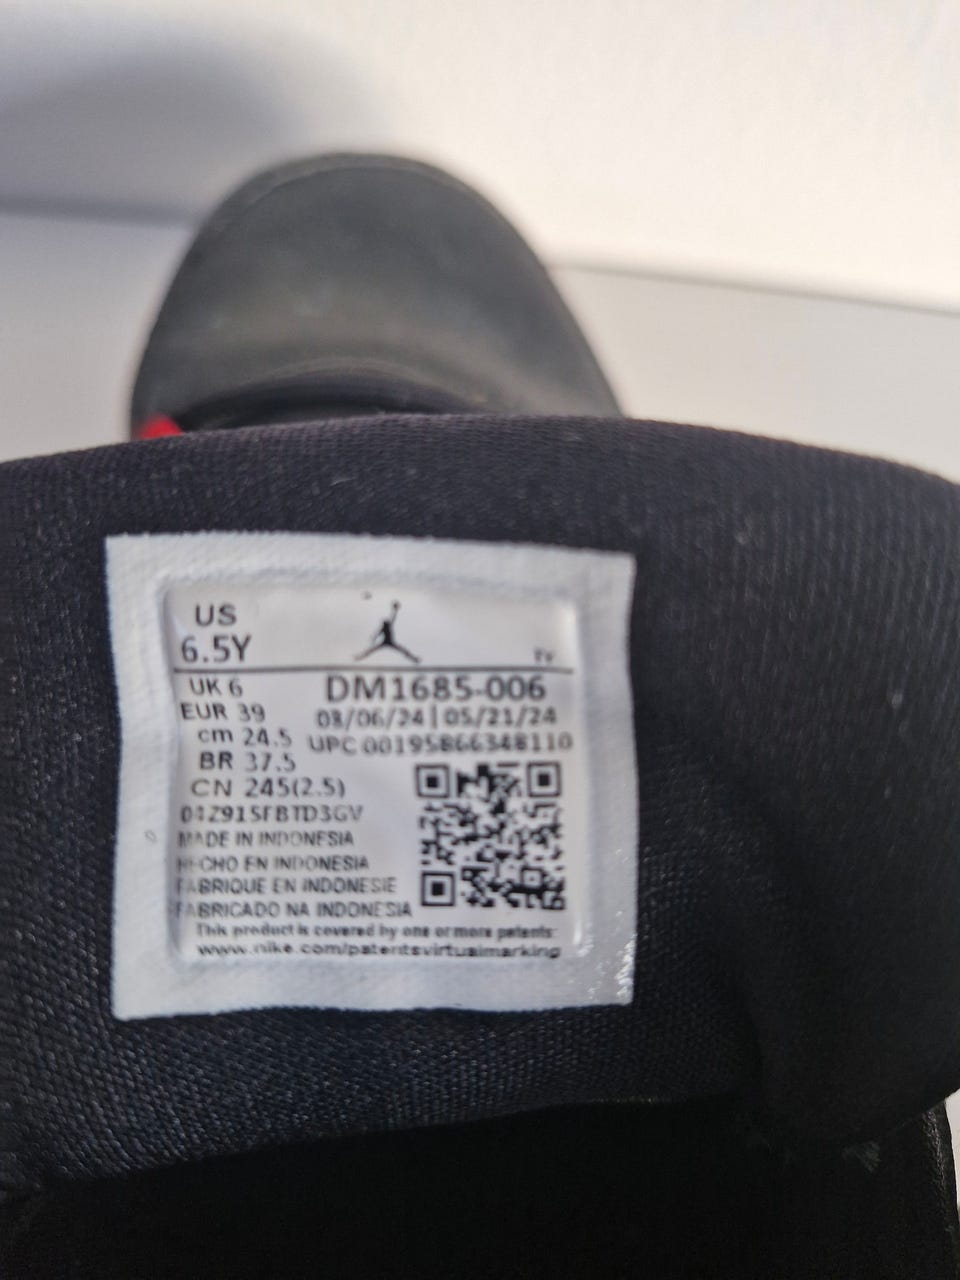 US
6.5Y
UK 6
EUR 39
cm 24.5
BR 37.5
CN 245(2.5)
DM1685-006
03/06/24 | 05/21/24
UPC 00195866348110
MADE IN INDONESIA
HECHO EN INDONESIA
FABRIQUE EN INDONESIE
FABRICADO NA INDONESIA
This product is covered by one or more patents:
www.nike.com/patentsvirtualmarking